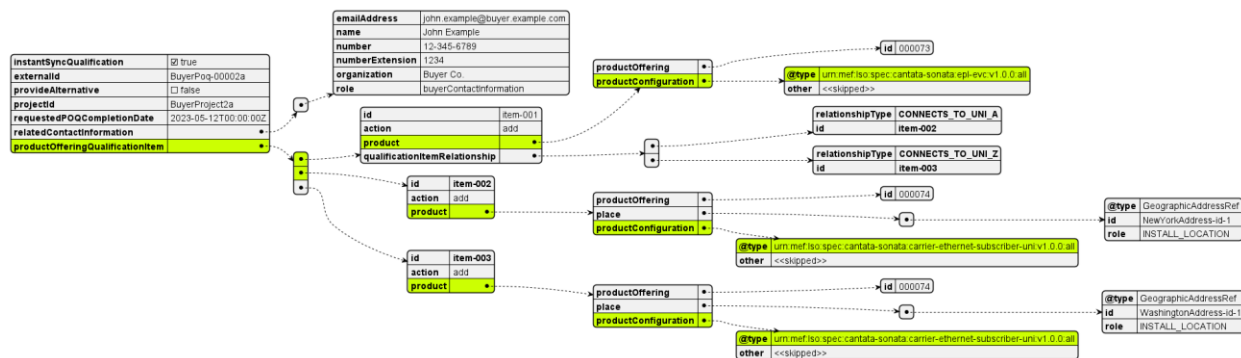 instantSyncQualification ☑ true
externalId BuyerPoq-00002a
provideAlternative ☐ false
projectId BuyerProject2a
requestedPOQCompletionDate 2023-05-12T00:00:00Z
relatedContactInformation
productOfferingQualificationItem
emailAddress john.example@buyer.example.com
name John Example
number 12-345-6789
numberExtension 1234
organization Buyer Co.
role buyerContactInformation
id item-001
action add
product
qualificationItemRelationship
productOffering
productConfiguration
id 000073
@type urn:mef:lso:spec:cantata-sonata:epl-evc:v1.0.0:all
other <<skipped>>
relationshipType CONNECTS_TO_UNI_A
id item-002
relationshipType CONNECTS_TO_UNI_Z
id item-003
id item-002
action add
product
productOffering
place
productConfiguration
id 000074
@type GeographicAddressRef
id NewYorkAddress-id-1
role INSTALL_LOCATION
@type urn:mef:lso:spec:cantata-sonata:carrier-ethernet-subscriber-uni:v1.0.0:all
other <<skipped>>
id item-003
action add
product
productOffering
place
productConfiguration
id 000074
@type GeographicAddressRef
id WashingtonAddress-id-1
role INSTALL_LOCATION
@type urn:mef:lso:spec:cantata-sonata:carrier-ethernet-subscriber-uni:v1.0.0:all
other <<skipped>>